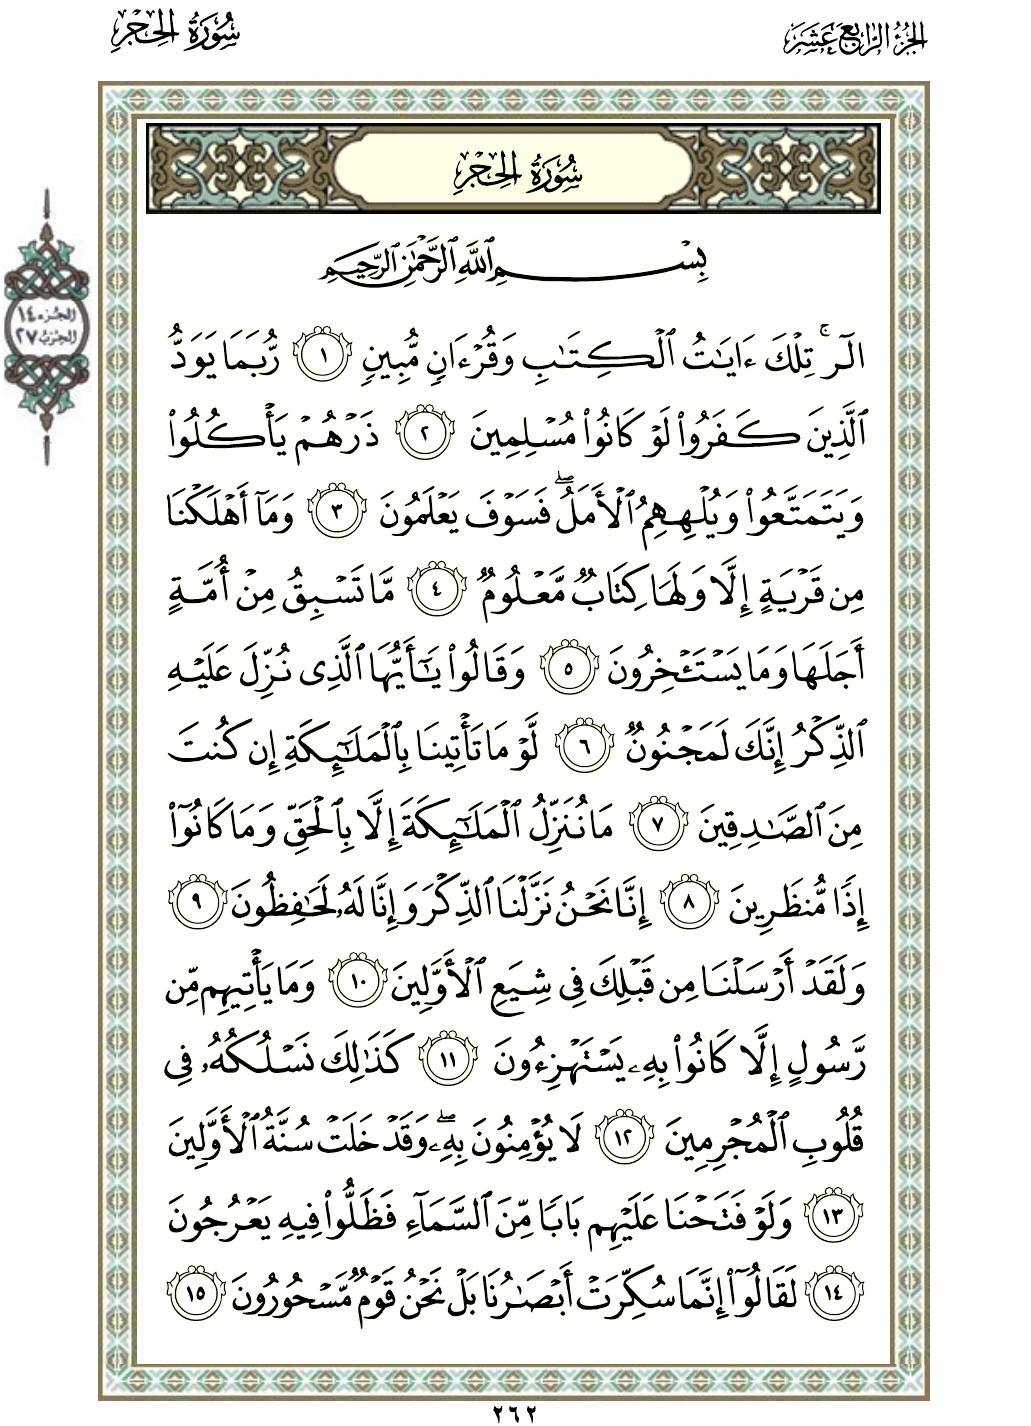 الجزء الرابع عشر
سورة الحجر
سورة الحجر
بِسْمِ ٱللَّهِ ٱلرَّحْمَٰنِ ٱلرَّحِيمِ
الجزء ١٤
الحزب ٢٧
الٓر ۚ تِلْكَ ءَايَٰتُ ٱلْكِتَٰبِ وَقُرْءَانٍ مُّبِينٍ ١ رُّبَمَا يَوَدُّ
ٱلَّذِينَ كَفَرُوا۟ لَوْ كَانُوا۟ مُسْلِمِينَ ٢ ذَرْهُمْ يَأْكُلُوا۟
وَيَتَمَتَّعُوا۟ وَيُلْهِهِمُ ٱلْأَمَلُ ۖ فَسَوْفَ يَعْلَمُونَ ٣ وَمَآ أَهْلَكْنَا
مِن قَرْيَةٍ إِلَّا وَلَهَا كِتَابٌ مَّعْلُومٌ ٤ مَّا تَسْبِقُ مِنْ أُمَّةٍ
أَجَلَهَا وَمَا يَسْتَـْٔخِرُونَ ٥ وَقَالُوا۟ يَٰٓأَيُّهَا ٱلَّذِى نُزِّلَ عَلَيْهِ
ٱلذِّكْرُ إِنَّكَ لَمَجْنُونٌ ٦ لَّوْ مَا تَأْتِينَا بِٱلْمَلَٰٓئِكَةِ إِن كُنتَ
مِنَ ٱلصَّٰدِقِينَ ٧ مَا نُنَزِّلُ ٱلْمَلَٰٓئِكَةَ إِلَّا بِٱلْحَقِّ وَمَا كَانُوٓا۟
إِذًا مُّنظَرِينَ ٨ إِنَّا نَحْنُ نَزَّلْنَا ٱلذِّكْرَ وَإِنَّا لَهُۥ لَحَٰفِظُونَ ٩
وَلَقَدْ أَرْسَلْنَا مِن قَبْلِكَ فِى شِيَعِ ٱلْأَوَّلِينَ ١٠ وَمَا يَأْتِيهِم مِّن
رَّسُولٍ إِلَّا كَانُوا۟ بِهِۦ يَسْتَهْزِءُونَ ١١ كَذَٰلِكَ نَسْلُكُهُۥ فِى
قُلُوبِ ٱلْمُجْرِمِينَ ١٢ لَا يُؤْمِنُونَ بِهِۦ ۖ وَقَدْ خَلَتْ سُنَّةُ ٱلْأَوَّلِينَ
١٣ وَلَوْ فَتَحْنَا عَلَيْهِم بَابًا مِّنَ ٱلسَّمَآءِ فَظَلُّوا۟ فِيهِ يَعْرُجُونَ
١٤ لَقَالُوٓا۟ إِنَّمَا سُكِّرَتْ أَبْصَٰرُنَا بَلْ نَحْنُ قَوْمٌ مَّسْحُورُونَ ١٥
٢٦٢